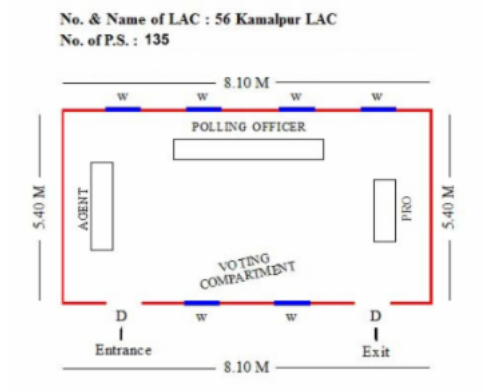 No. & Name of LAC : 56 Kamalpur LAC
No. of P.S. : 135
8.10 M
W W W W
POLLING OFFICER
5.40 M
AGENT
PRO
5.40 M
VOTING
COMPARTMENT
D W W D
Entrance Exit
8.10 M